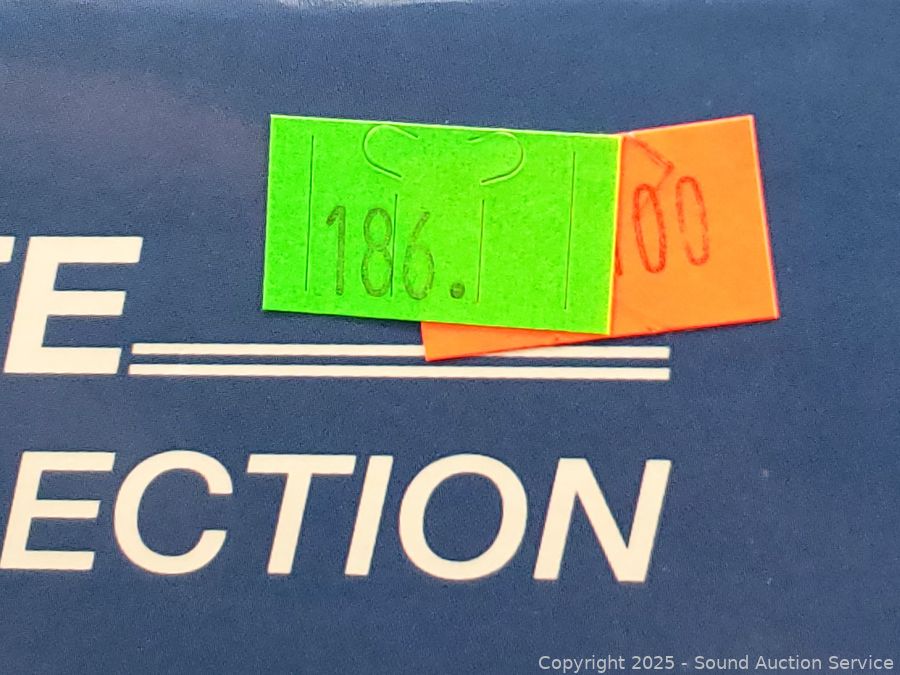 186.
00
TE
ECTION
Copyright 2025 - Sound Auction Service